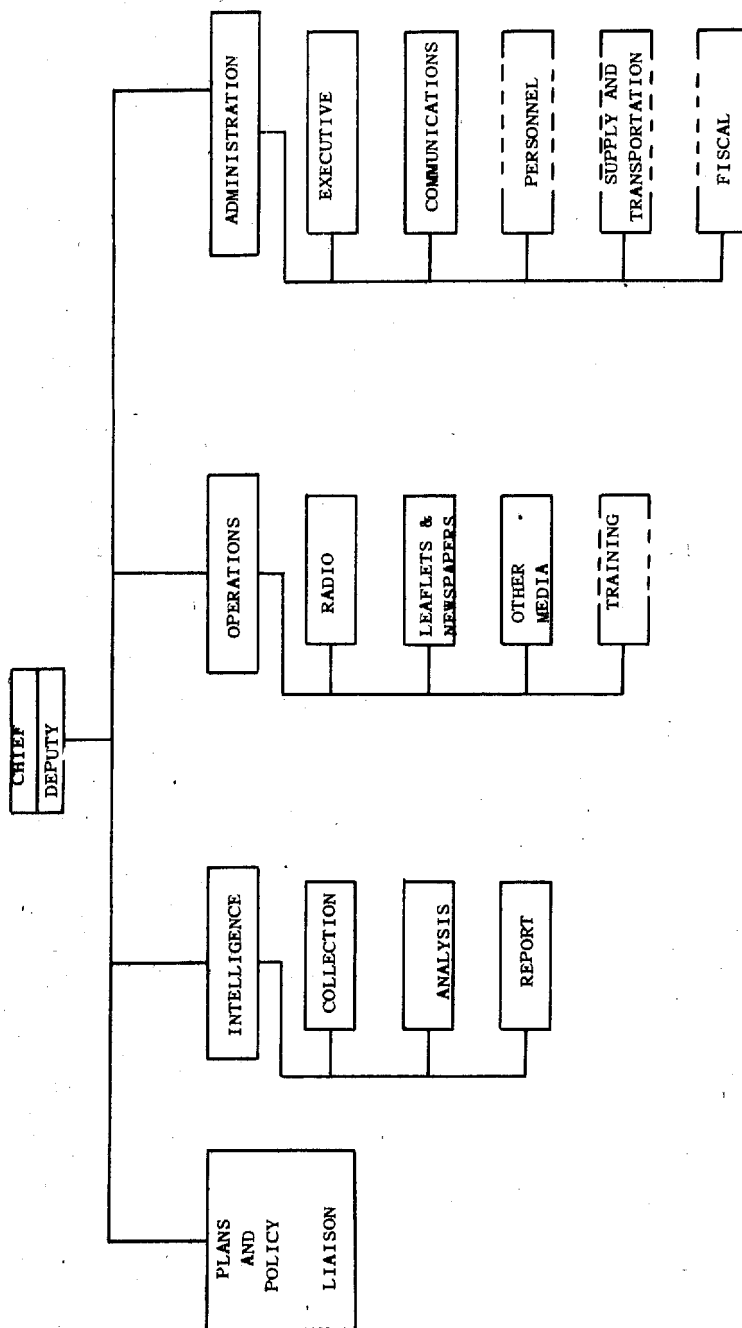 CHIEF
DEPUTY
PLANS
AND
POLICY
LIAISON
INTELLIGENCE
COLLECTION
ANALYSIS
REPORT
OPERATIONS
RADIO
LEAFLETS &
NEWSPAPERS
OTHER
MEDIA
TRAINING
ADMINISTRATION
EXECUTIVE
COMMUNICATIONS
PERSONNEL
SUPPLY AND
TRANSPORTATION
FISCAL